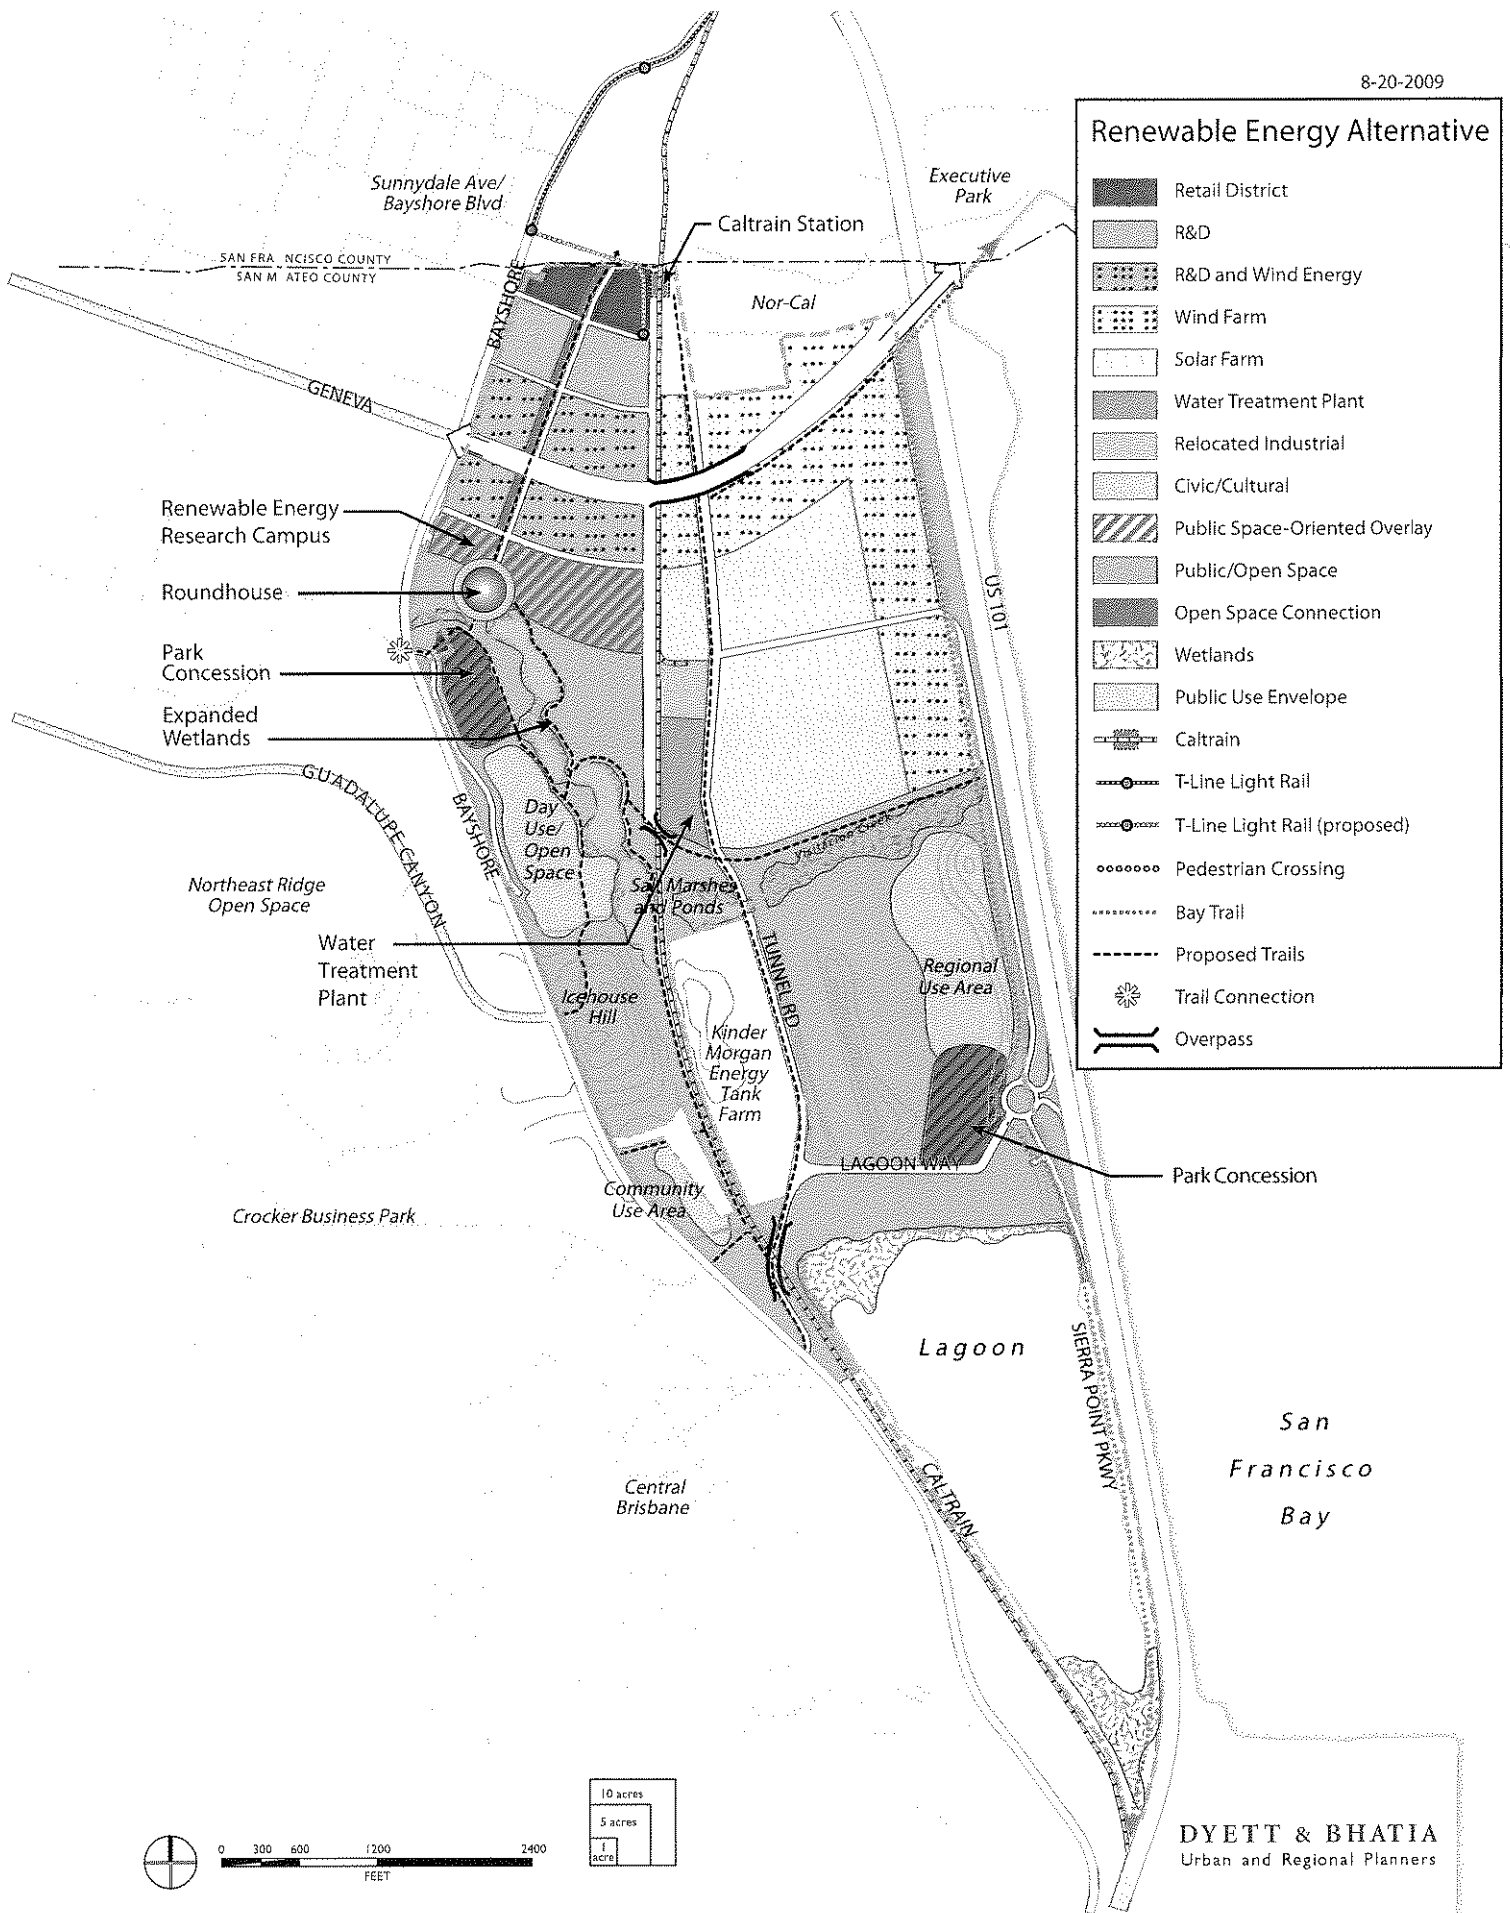 8-20-2009
Renewable Energy Alternative
Retail District
R&D
R&D and Wind Energy
Wind Farm
Solar Farm
Water Treatment Plant
Relocated Industrial
Civic/Cultural
Public Space-Oriented Overlay
Public/Open Space
Open Space Connection
Wetlands
Public Use Envelope
Caltrain
T-Line Light Rail
T-Line Light Rail (proposed)
Pedestrian Crossing
Bay Trail
Proposed Trails
Trail Connection
Overpass
Sunnydale Ave/
Bayshore Blvd
Executive
Park
Caltrain Station
SAN FRA NCISCO COUNTY
SAN M ATEO COUNTY
BAYSHORE
Nor-Cal
GENEVA
Renewable Energy
Research Campus
Roundhouse
US 101
Park
Concession
Expanded
Wetlands
GUADALUPE CANYON
BAYSHORE
Day
Use/
Open
Space
Visitacion Creek
Northeast Ridge
Open Space
Salt Marshes
and Ponds
Water
Treatment
Plant
TUNNEL RD
Regional
Use Area
Icehouse
Hill
Kinder
Morgan
Energy
Tank
Farm
LAGOON WAY
Park Concession
Community
Use Area
Crocker Business Park
Lagoon
SIERRA POINT PKWY
San
Francisco
Bay
CALTRAIN
Central
Brisbane
10 acres
5 acres
1
acre
0 300 600 1200 2400
FEET
DYETT & BHATIA
Urban and Regional Planners